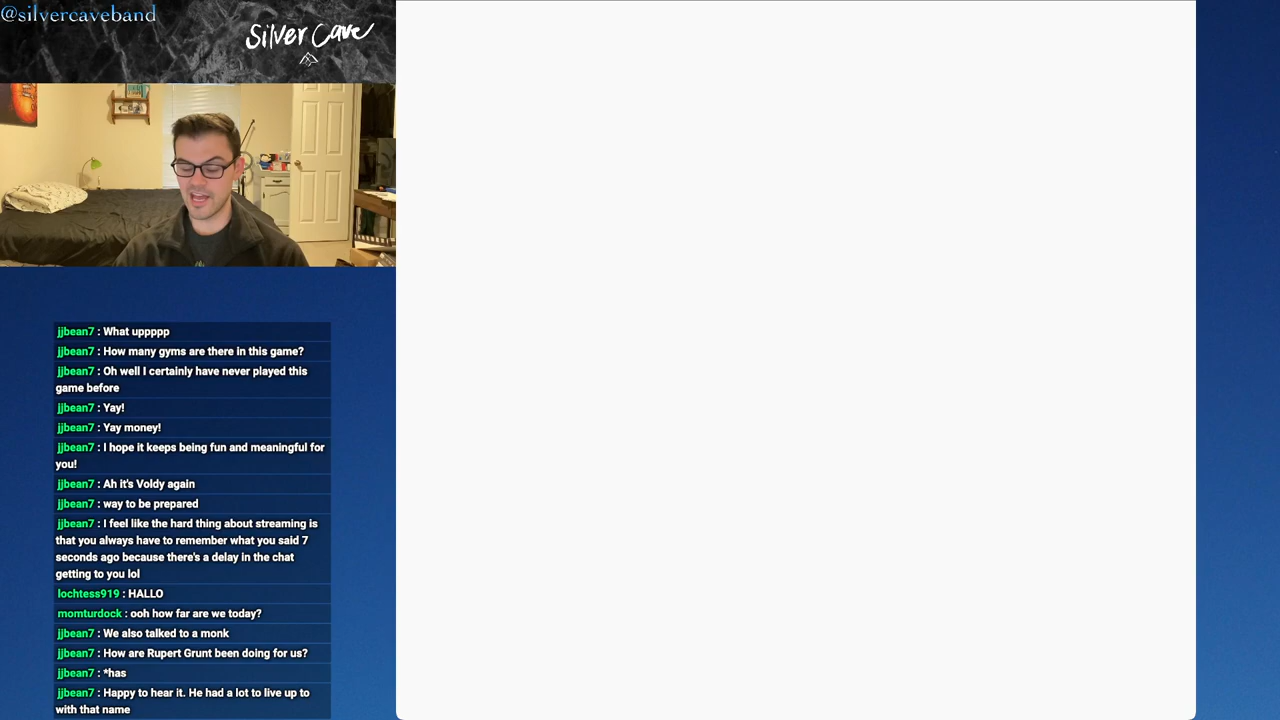 @silvercaveband
Silver Cave
jjbean7 : What uppppp
jjbean7 : How many gyms are there in this game?
jjbean7 : Oh well I certainly have never played this
game before
jjbean7 : Yay!
jjbean7 : Yay money!
jjbean7 : I hope it keeps being fun and meaningful for
you!
jjbean7 : Ah it's Voldy again
jjbean7 : way to be prepared
jjbean7 : I feel like the hard thing about streaming is
that you always have to remember what you said 7
seconds ago because there's a delay in the chat
getting to you lol
lochtess919 : HALLO
momturdock : ooh how far are we today?
jjbean7 : We also talked to a monk
jjbean7 : How are Rupert Grunt been doing for us?
jjbean7 : *has
jjbean7 : Happy to hear it. He had a lot to live up to
with that name